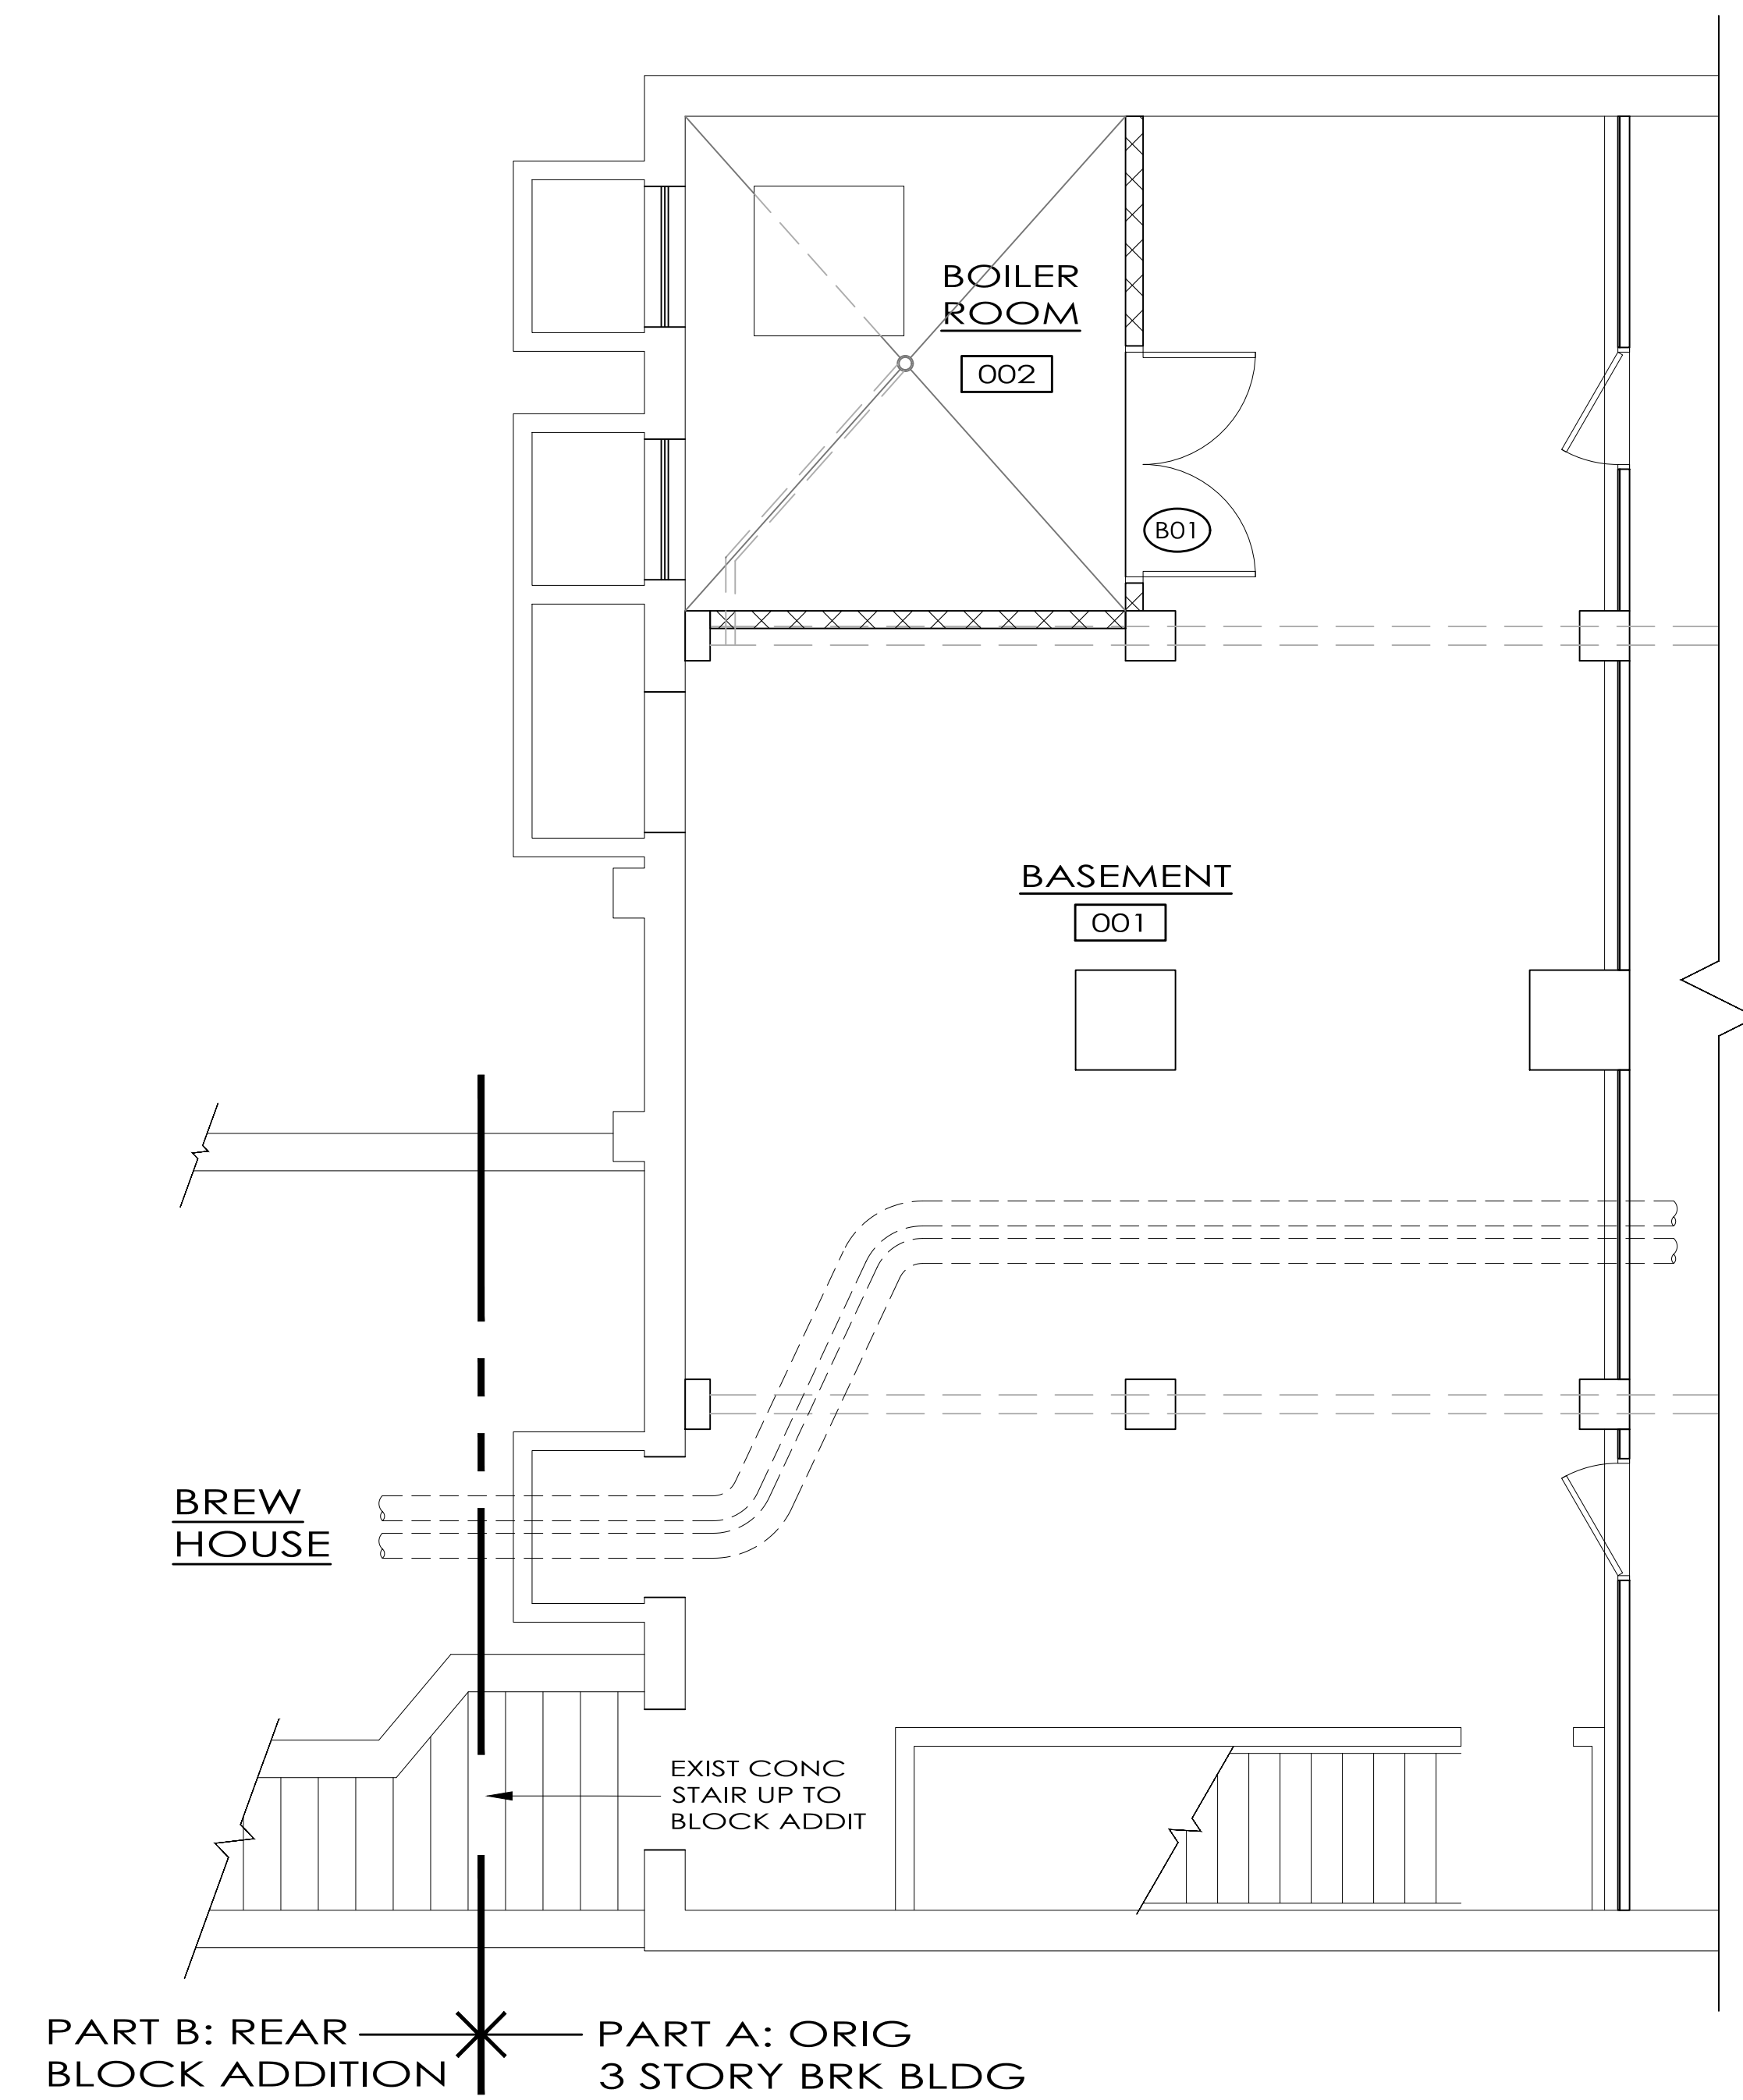 BOILER
ROOM
002
B01
BASEMENT
001
BREW
HOUSE
EXIST CONC
STAIR UP TO
BLOCK ADDIT
PART B: REAR
BLOCK ADDITION
PART A: ORIG
3 STORY BRK BLDG